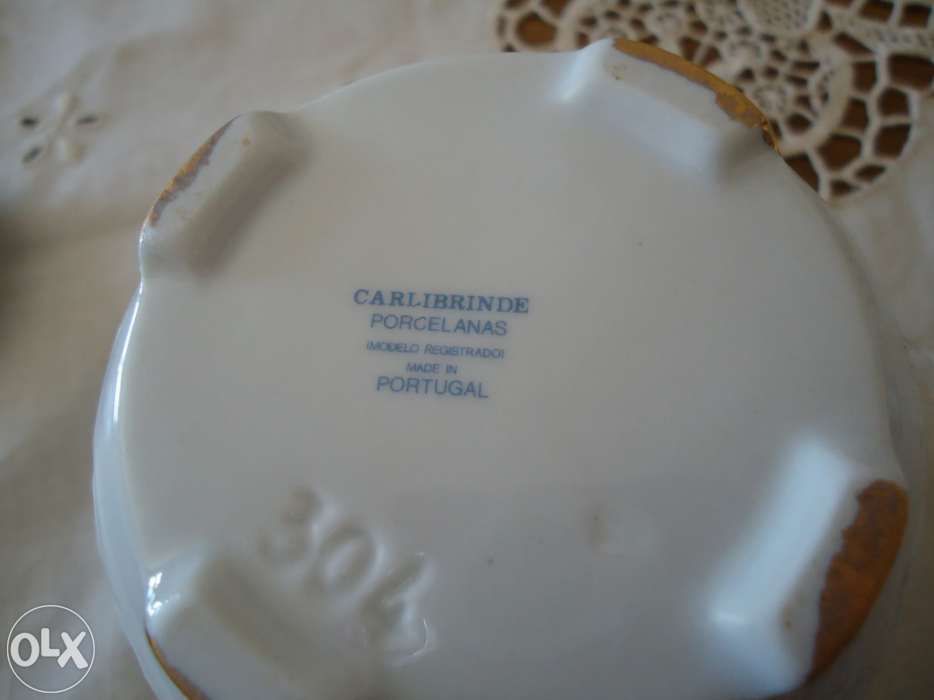 CARLIBRINDE
PORCELANAS
(MODELO REGISTRADO)
MADE IN
PORTUGAL
304
OLX